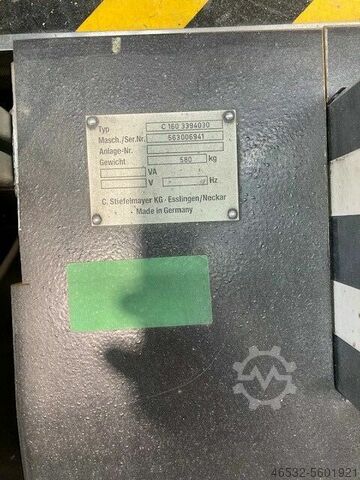 Typ C 160 3394030
Masch./Ser.Nr. 563006941
Anlage-Nr.
Gewicht 580 kg
VA
V Hz
C. Stiefelmayer KG · Esslingen/Neckar
Made in Germany
46532-5601921